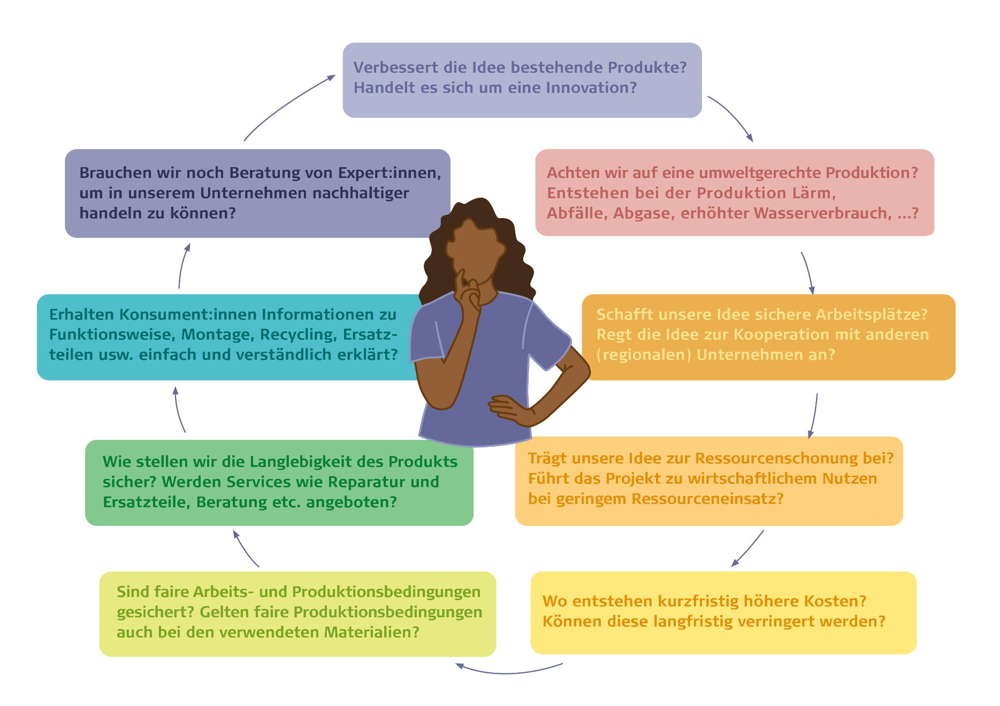 Verbessert die Idee bestehende Produkte?
Handelt es sich um eine Innovation?
Achten wir auf eine umweltgerechte Produktion?
Entstehen bei der Produktion Lärm,
Abfälle, Abgase, erhöhter Wasserverbrauch, ...?
Schafft unsere Idee sichere Arbeitsplätze?
Regt die Idee zur Kooperation mit anderen
(regionalen) Unternehmen an?
Trägt unsere Idee zur Ressourcenschonung bei?
Führt das Projekt zu wirtschaftlichem Nutzen
bei geringem Ressourceneinsatz?
Wo entstehen kurzfristig höhere Kosten?
Können diese langfristig verringert werden?
Sind faire Arbeits- und Produktionsbedingungen
gesichert? Gelten faire Produktionsbedingungen
auch bei den verwendeten Materialien?
Wie stellen wir die Langlebigkeit des Produkts
sicher? Werden Services wie Reparatur und
Ersatzteile, Beratung etc. angeboten?
Erhalten Konsument:innen Informationen zu
Funktionsweise, Montage, Recycling, Ersatz-
teilen usw. einfach und verständlich erklärt?
Brauchen wir noch Beratung von Expert:innen,
um in unserem Unternehmen nachhaltiger
handeln zu können?